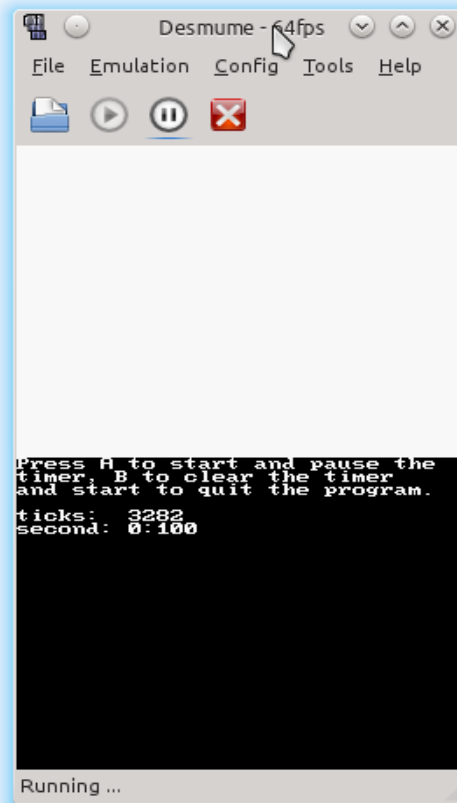 Desmume - 64fps
File Emulation Config Tools Help
Press A to start and pause the
timer, B to clear the timer
and start to quit the program.
ticks: 3282
second: 0:100
Running ...